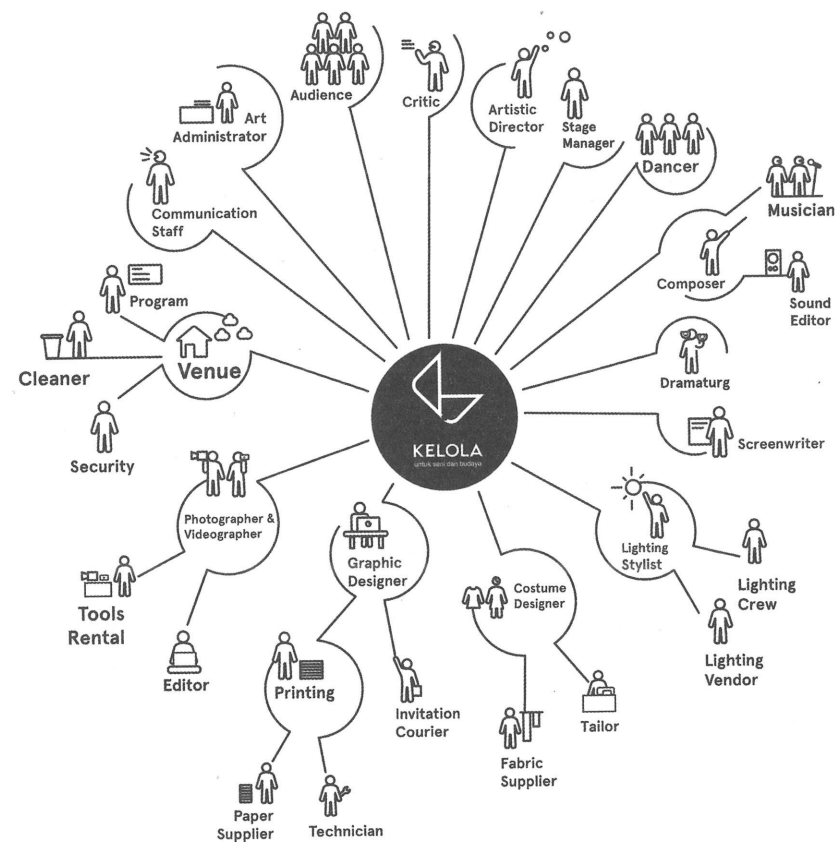 Audience
Critic
Artistic
Director
Stage
Manager
Art
Administrator
Dancer
Musician
Communication
Staff
Composer
Sound
Editor
Program
Venue
Cleaner
Security
Dramaturg
Screenwriter
KELOLA
untuk seni dan budaya
Photographer &
Videographer
Graphic
Designer
Costume
Designer
Lighting
Stylist
Lighting
Crew
Lighting
Vendor
Tools
Rental
Editor
Printing
Invitation
Courier
Fabric
Supplier
Tailor
Paper
Supplier
Technician